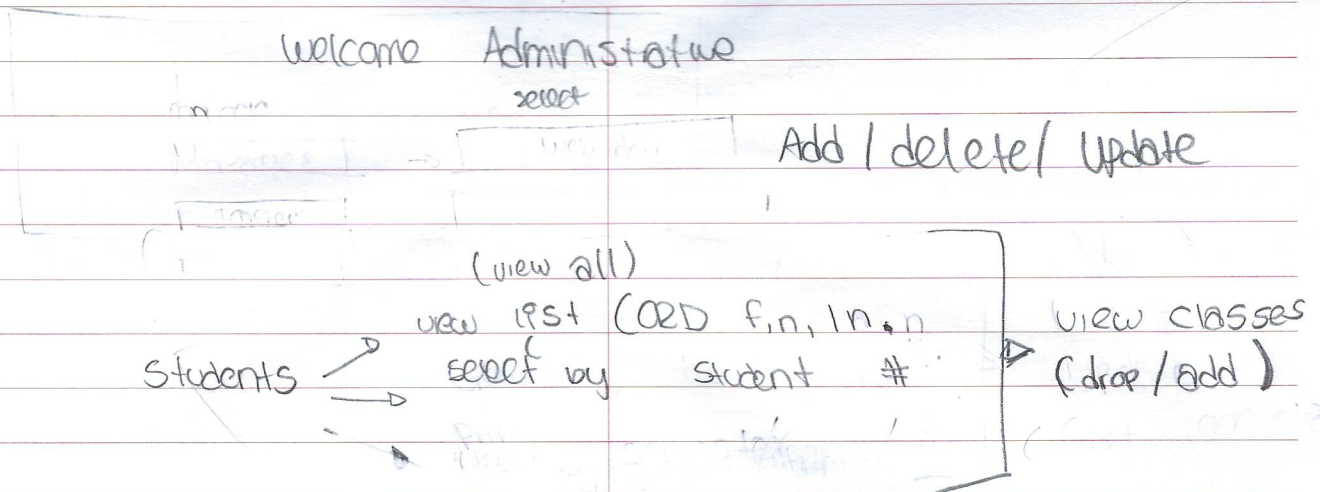 Welcome Administative
select
Add / delete / Update
(view all)
view list (ORD f,n, ln.n
Students select by student #
view classes
(drop / add)